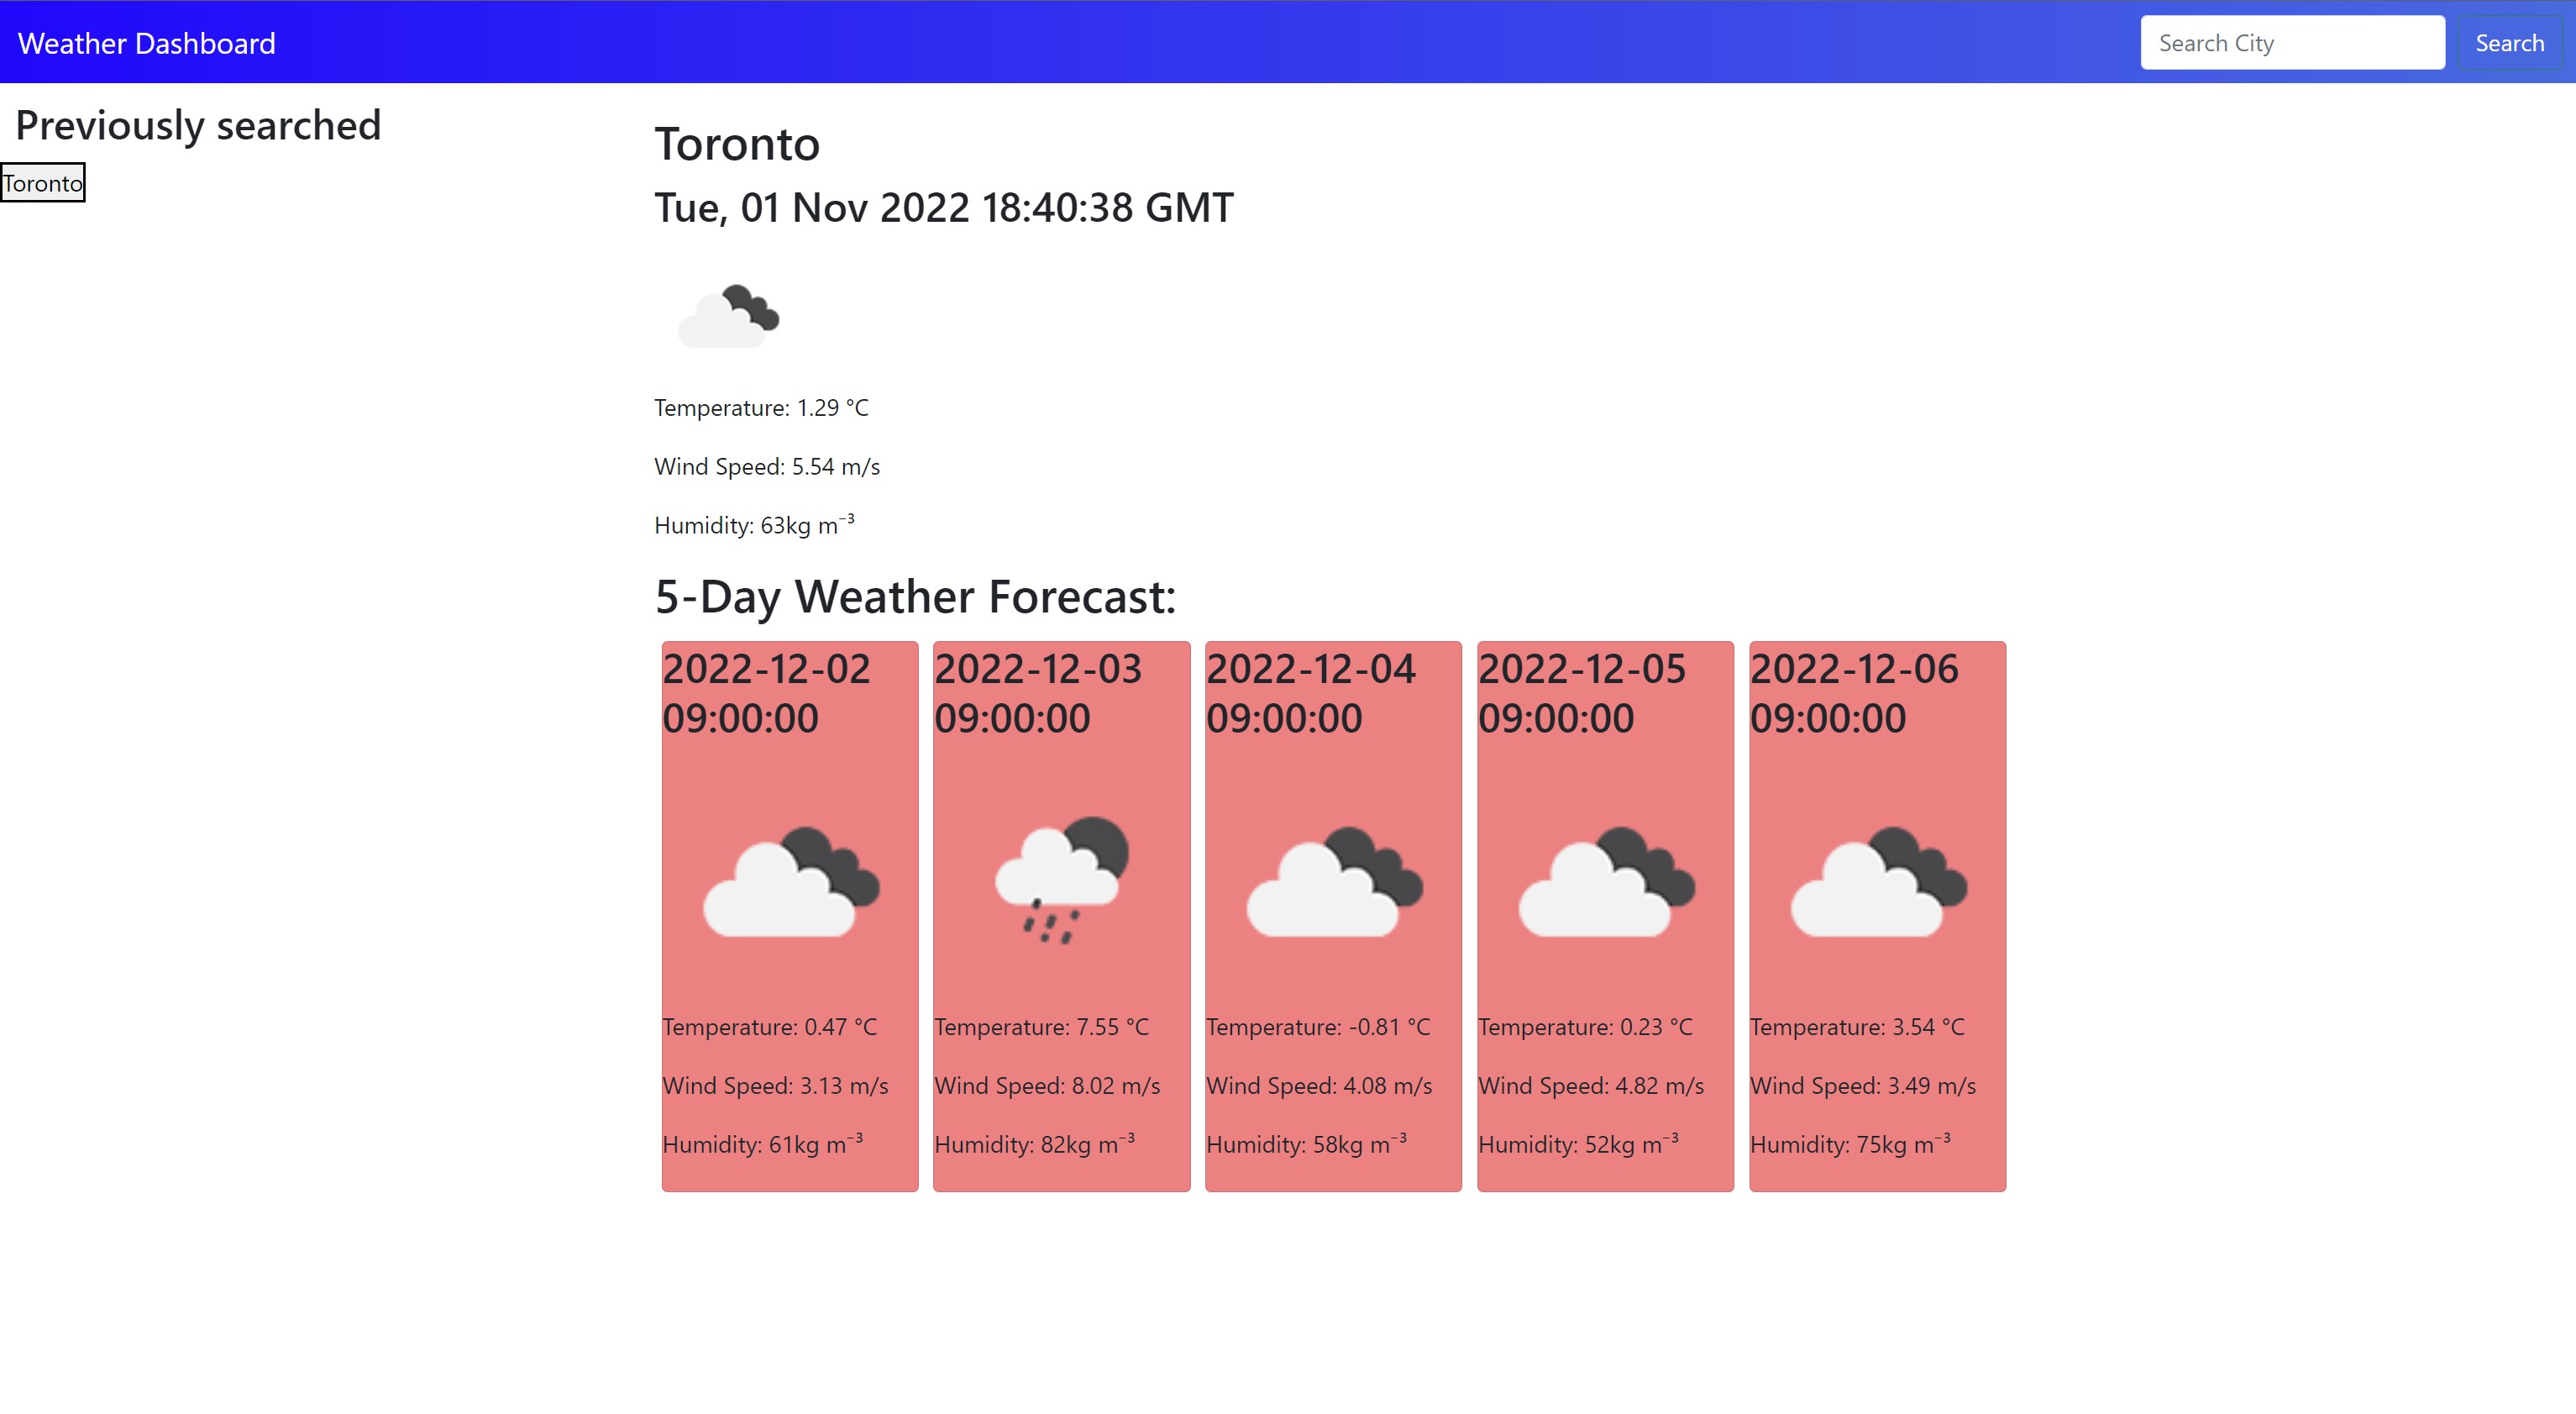 Weather Dashboard
Search City
Search
Previously searched
Toronto
Toronto
Tue, 01 Nov 2022 18:40:38 GMT
Temperature: 1.29 °C
Wind Speed: 5.54 m/s
Humidity: 63kg m⁻³
5-Day Weather Forecast:
2022-12-02
09:00:00
Temperature: 0.47 °C
Wind Speed: 3.13 m/s
Humidity: 61kg m⁻³
2022-12-03
09:00:00
Temperature: 7.55 °C
Wind Speed: 8.02 m/s
Humidity: 82kg m⁻³
2022-12-04
09:00:00
Temperature: -0.81 °C
Wind Speed: 4.08 m/s
Humidity: 58kg m⁻³
2022-12-05
09:00:00
Temperature: 0.23 °C
Wind Speed: 4.82 m/s
Humidity: 52kg m⁻³
2022-12-06
09:00:00
Temperature: 3.54 °C
Wind Speed: 3.49 m/s
Humidity: 75kg m⁻³